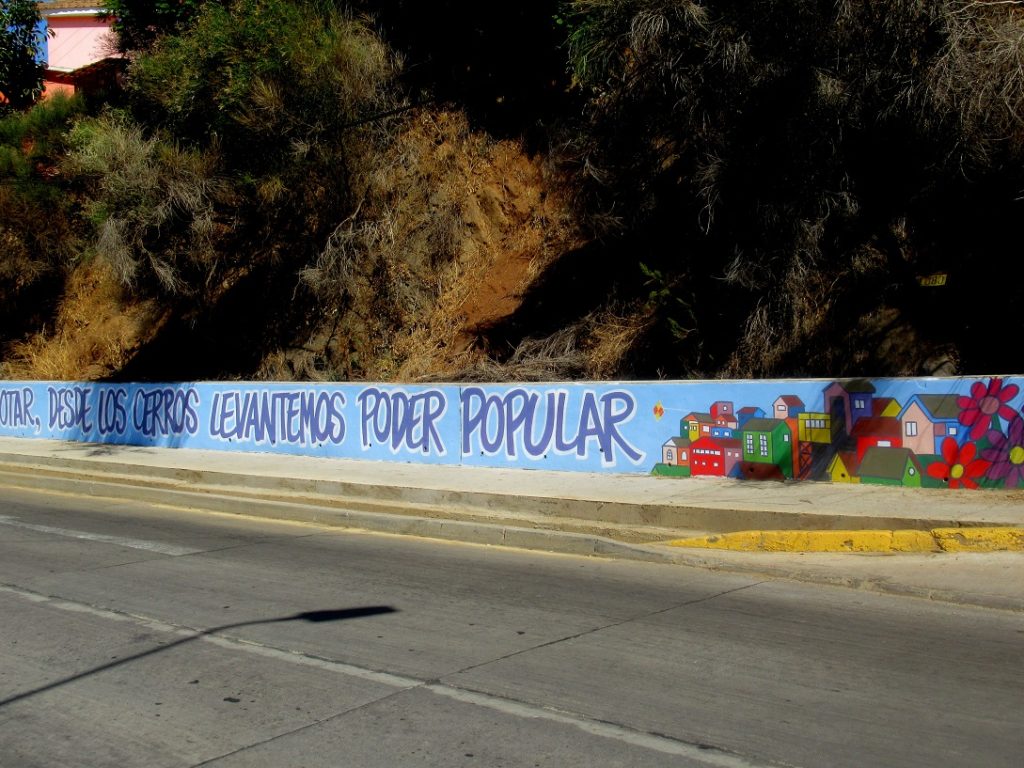 OTAR, DESDE LOS CERROS LEVANTEMOS PODER POPULAR